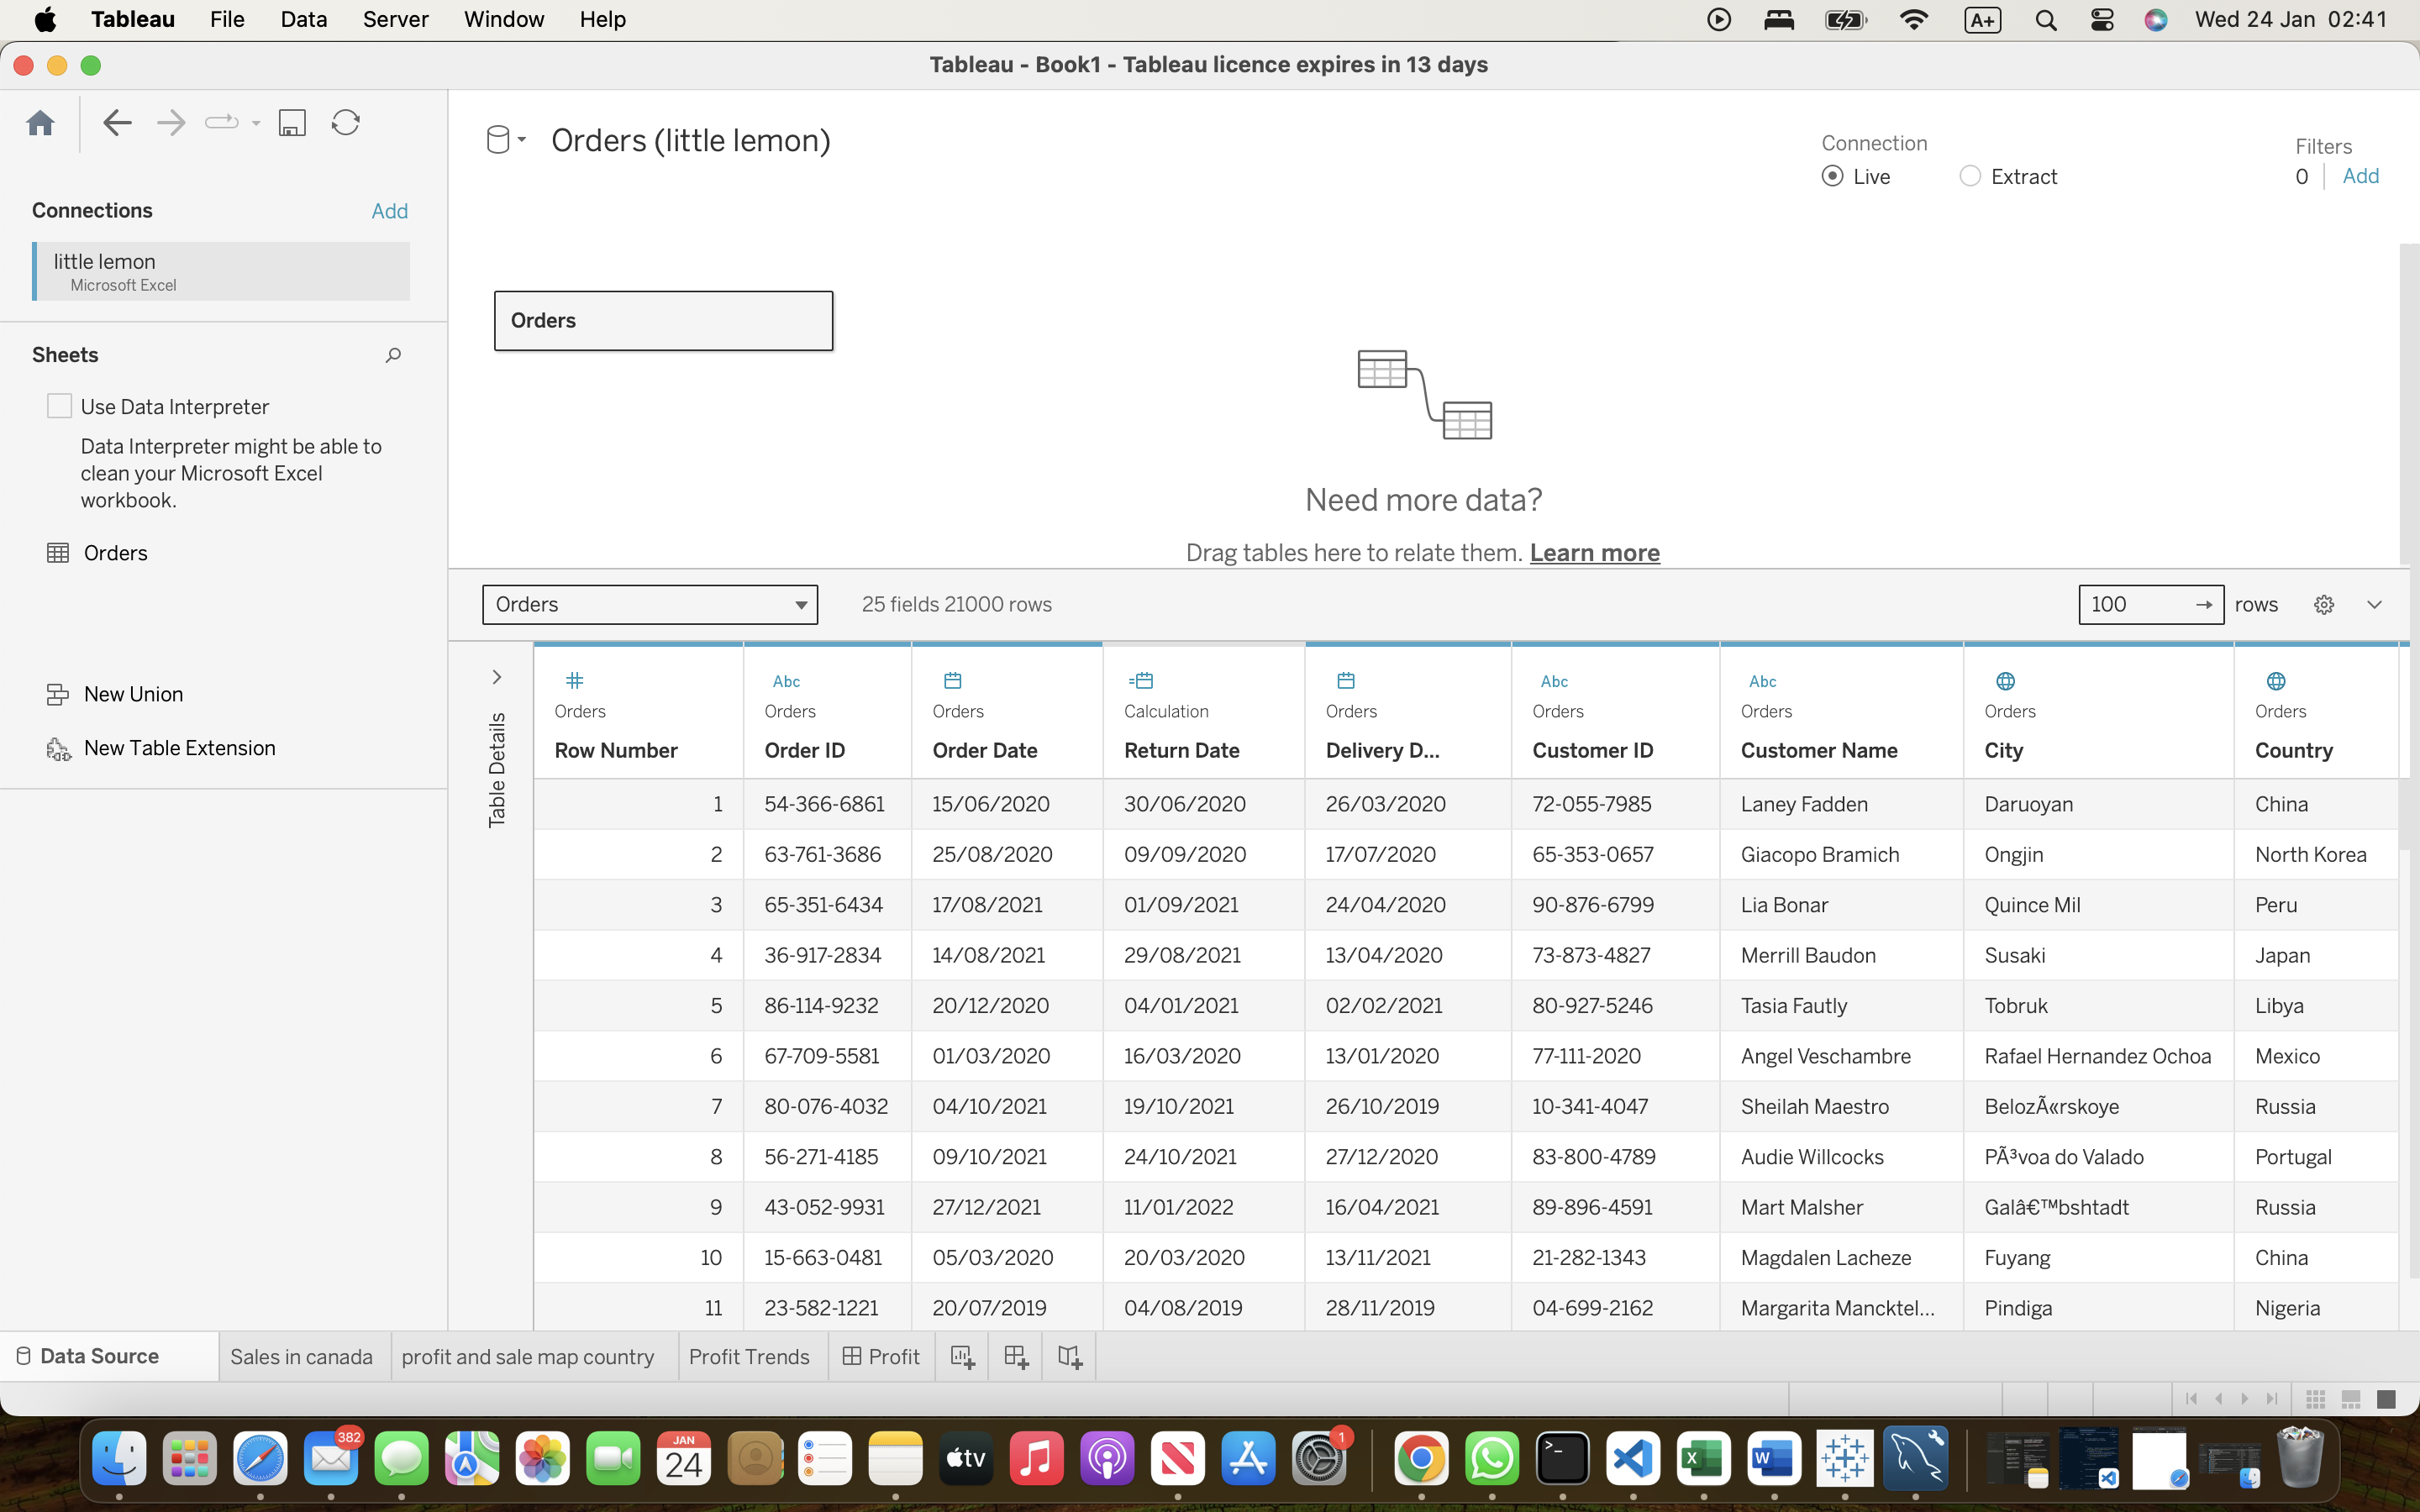 Tableau File Data Server Window Help A+ Wed 24 Jan 02:41
Tableau - Book1 - Tableau licence expires in 13 days
Orders (little lemon)
Connection
Live Extract
Filters
0 Add
Connections Add
little lemon
Microsoft Excel
Sheets
Use Data Interpreter
Data Interpreter might be able to
clean your Microsoft Excel
workbook.
Orders
New Union
New Table Extension
Orders
Need more data?
Drag tables here to relate them. Learn more
Orders 25 fields 21000 rows 100 rows
Table Details
Abc Abc Abc
Orders Orders Orders Calculation Orders Orders Orders Orders Orders
Row Number Order ID Order Date Return Date Delivery D... Customer ID Customer Name City Country
1 54-366-6861 15/06/2020 30/06/2020 26/03/2020 72-055-7985 Laney Fadden Daruoyan China
2 63-761-3686 25/08/2020 09/09/2020 17/07/2020 65-353-0657 Giacopo Bramich Ongjin North Korea
3 65-351-6434 17/08/2021 01/09/2021 24/04/2020 90-876-6799 Lia Bonar Quince Mil Peru
4 36-917-2834 14/08/2021 29/08/2021 13/04/2020 73-873-4827 Merrill Baudon Susaki Japan
5 86-114-9232 20/12/2020 04/01/2021 02/02/2021 80-927-5246 Tasia Fautly Tobruk Libya
6 67-709-5581 01/03/2020 16/03/2020 13/01/2020 77-111-2020 Angel Veschambre Rafael Hernandez Ochoa Mexico
7 80-076-4032 04/10/2021 19/10/2021 26/10/2019 10-341-4047 Sheilah Maestro BelozÃ«rskoye Russia
8 56-271-4185 09/10/2021 24/10/2021 27/12/2020 83-800-4789 Audie Willcocks PÃ³voa do Valado Portugal
9 43-052-9931 27/12/2021 11/01/2022 16/04/2021 89-896-4591 Mart Malsher Galâ€™bshtadt Russia
10 15-663-0481 05/03/2020 20/03/2020 13/11/2021 21-282-1343 Magdalen Lacheze Fuyang China
11 23-582-1221 20/07/2019 04/08/2019 28/11/2019 04-699-2162 Margarita Mancktel... Pindiga Nigeria
Data Source Sales in canada profit and sale map country Profit Trends Profit
382 JAN 24 tv 1 X W